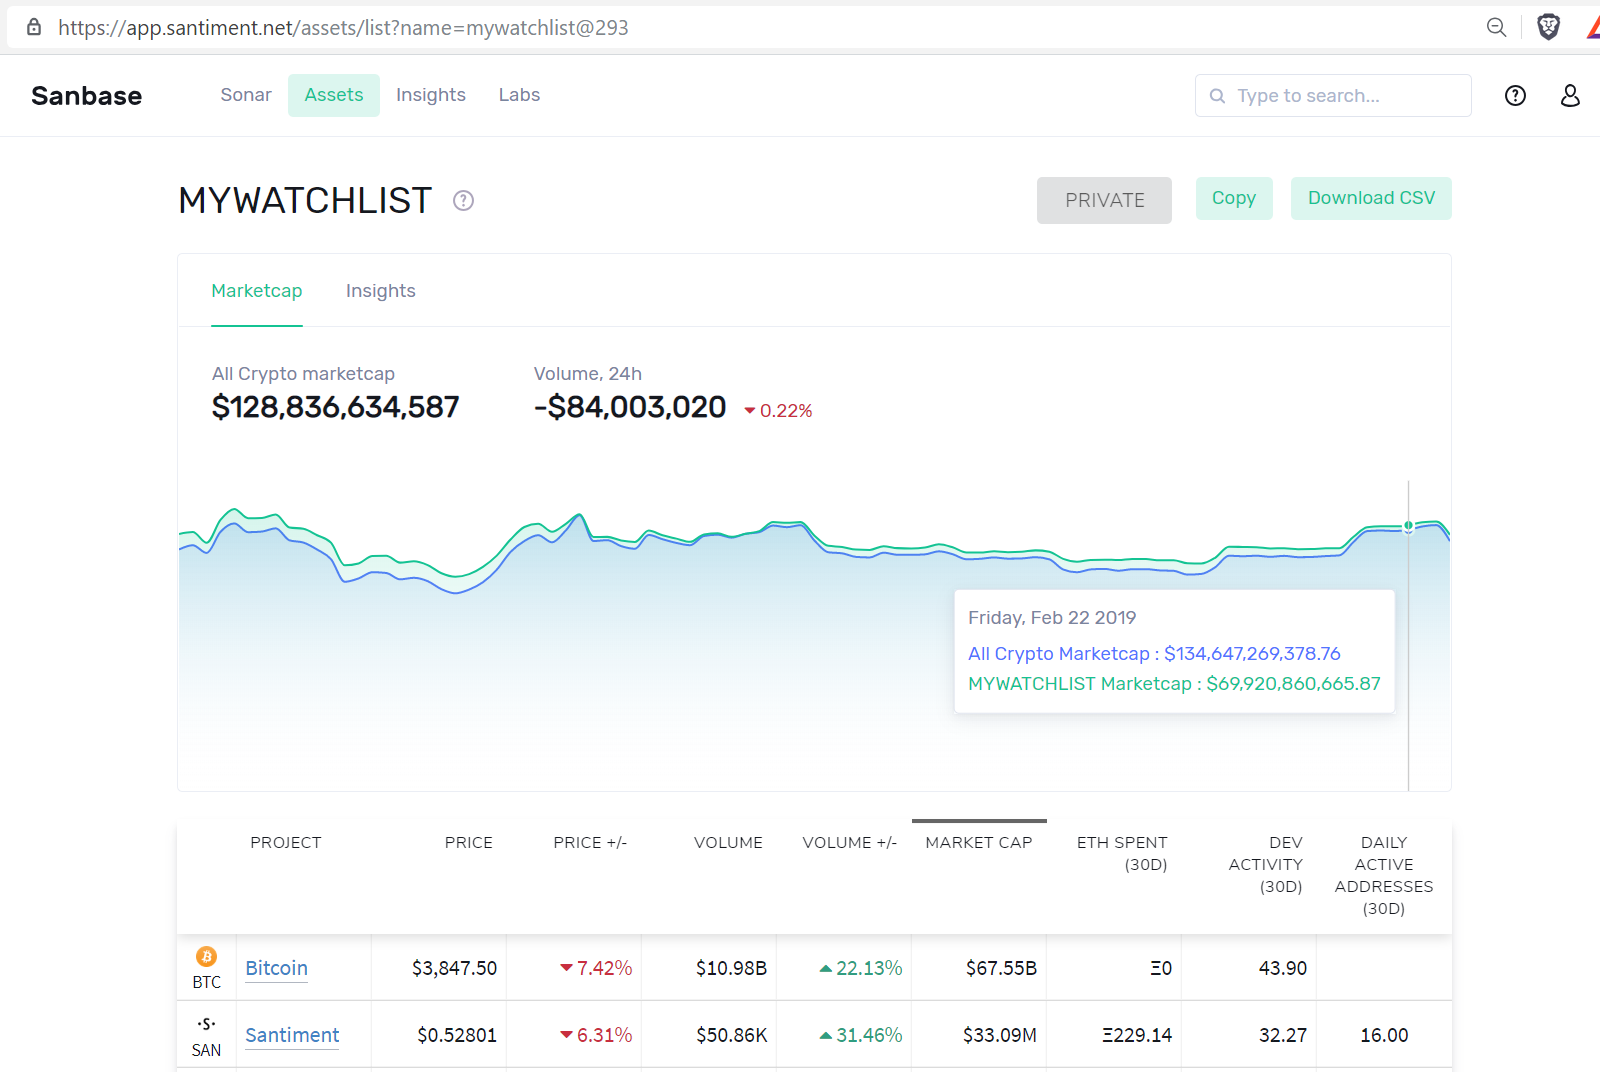 https://app.santiment.net/assets/list?name=mywatchlist@293
Sanbase
Sonar
Assets
Insights
Labs
Type to search...
MYWATCHLIST
PRIVATE
Copy
Download CSV
Marketcap
Insights
All Crypto marketcap
$128,836,634,587
Volume, 24h
-$84,003,020
0.22%
Friday, Feb 22 2019
All Crypto Marketcap : $134,647,269,378.76
MYWATCHLIST Marketcap : $69,920,860,665.87
PROJECT
PRICE
PRICE +/-
VOLUME
VOLUME +/-
MARKET CAP
ETH SPENT
(30D)
DEV
ACTIVITY
(30D)
DAILY
ACTIVE
ADDRESSES
(30D)
BTC
Bitcoin
$3,847.50
7.42%
$10.98B
22.13%
$67.55B
Ξ0
43.90
·S·
SAN
Santiment
$0.52801
6.31%
$50.86K
31.46%
$33.09M
Ξ229.14
32.27
16.00